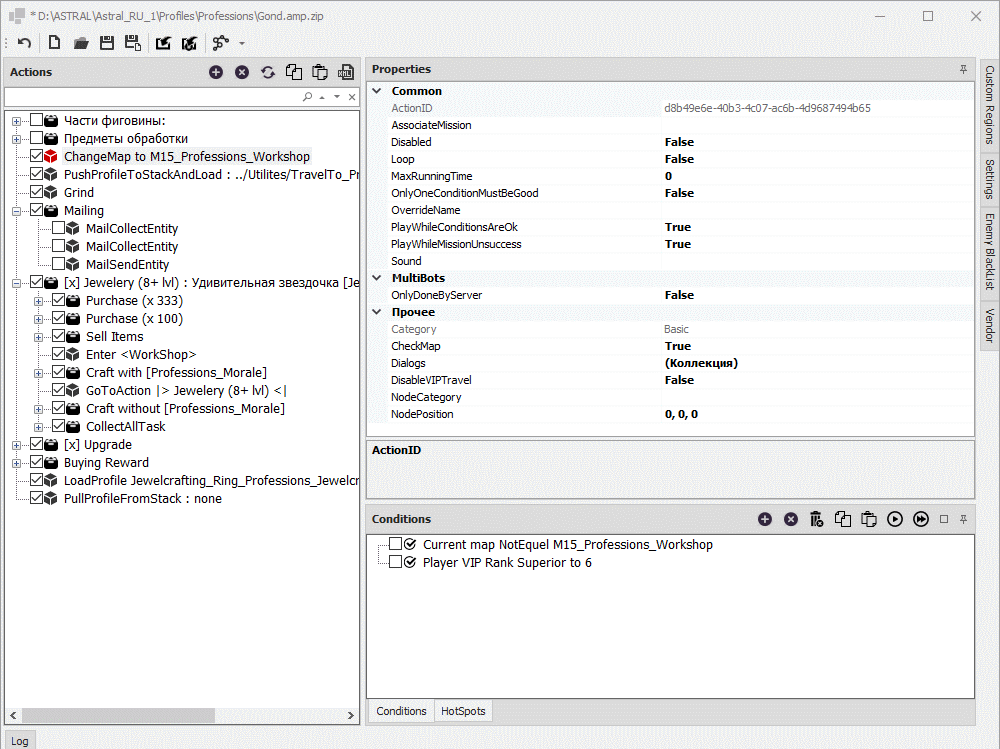 * D:\ASTRAL\Astral_RU_1\Profiles\Professions\Gond.amp.zip
Actions
Части фиговины:
Предметы обработки
ChangeMap to M15_Professions_Workshop
PushProfileToStackAndLoad : ../Utilites/TravelTo_Pr
Grind
Mailing
MailCollectEntity
MailCollectEntity
MailSendEntity
[x] Jewelery (8+ lvl) : Удивительная звездочка [Je
Purchase (x 333)
Purchase (x 100)
Sell Items
Enter <WorkShop>
Craft with [Professions_Morale]
GoToAction |> Jewelery (8+ lvl) <|
Craft without [Professions_Morale]
CollectAllTask
[x] Upgrade
Buying Reward
LoadProfile Jewelcrafting_Ring_Professions_Jewelcr
PullProfileFromStack : none
Properties
Common
ActionID d8b49e6e-40b3-4c07-ac6b-4d9687494b65
AssociateMission
Disabled False
Loop False
MaxRunningTime 0
OnlyOneConditionMustBeGood False
OverrideName
PlayWhileConditionsAreOk True
PlayWhileMissionUnsuccess True
Sound
MultiBots
OnlyDoneByServer False
Прочее
Category Basic
CheckMap True
Dialogs (Коллекция)
DisableVIPTravel False
NodeCategory
NodePosition 0, 0, 0
ActionID
Conditions
Current map NotEquel M15_Professions_Workshop
Player VIP Rank Superior to 6
Conditions HotSpots
Custom Regions
Settings
Enemy BlackList
Vendor
Log